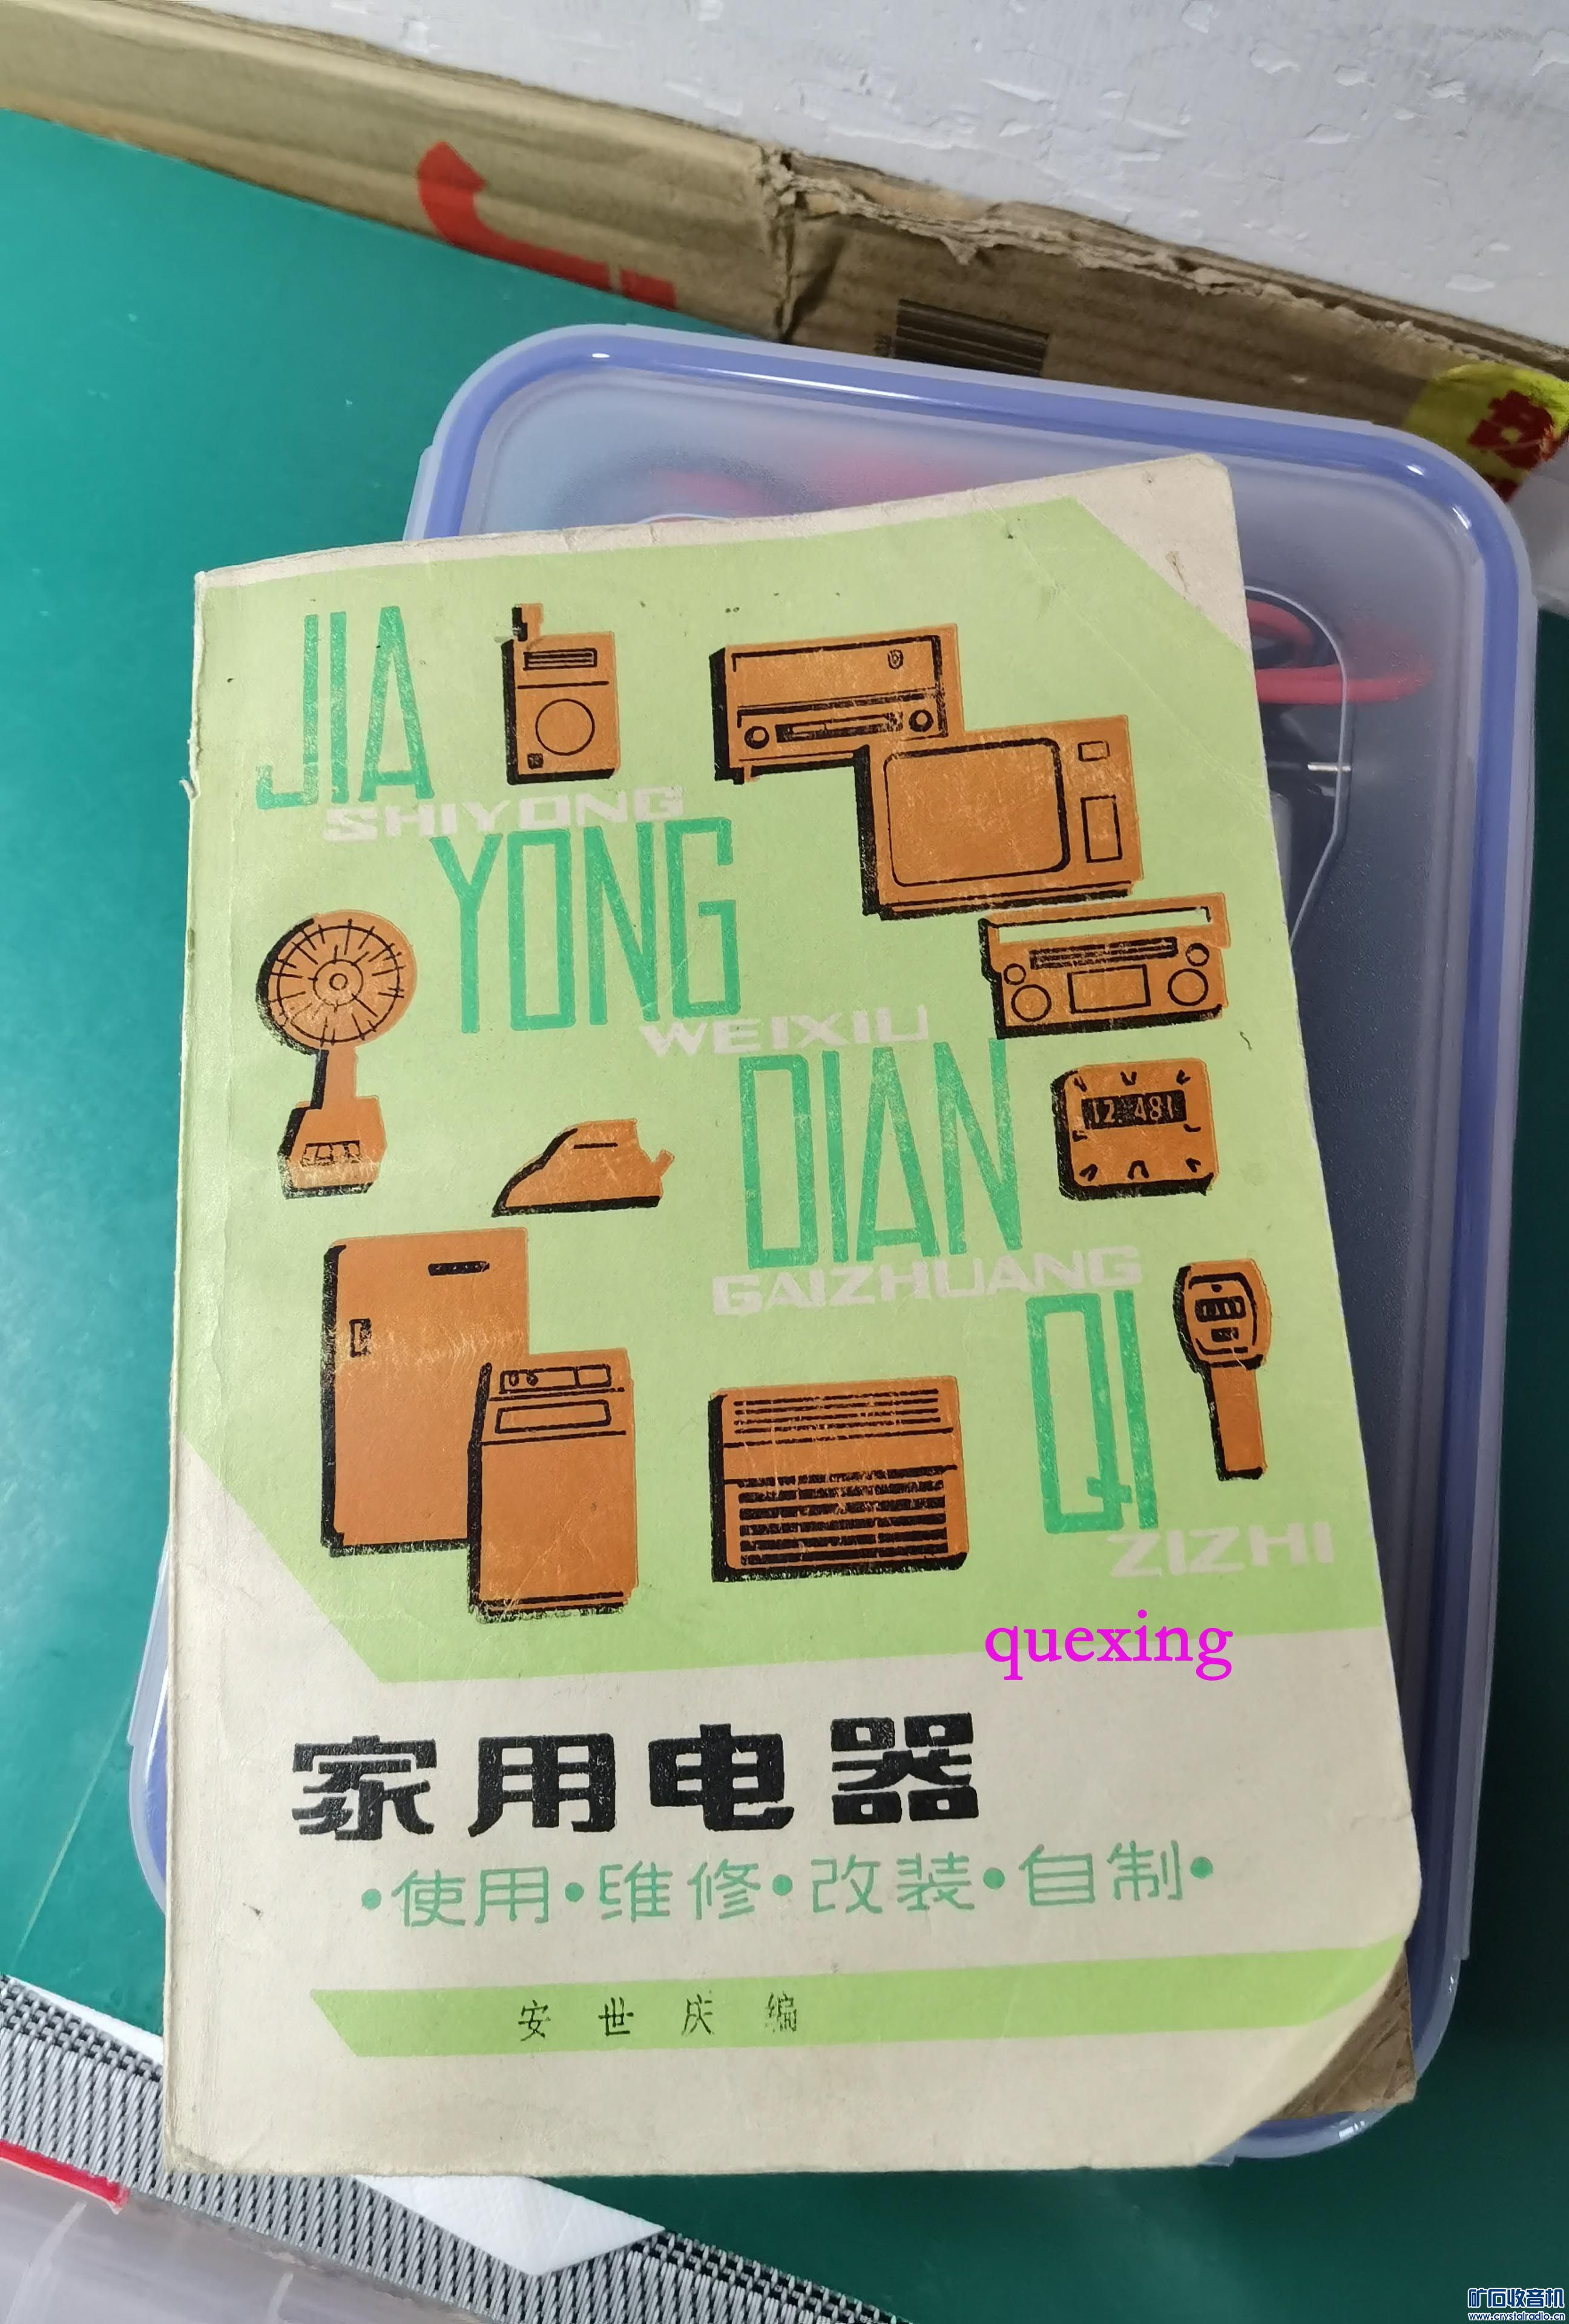 JIA
SHIYONG
YONG
WEIXIU
DIAN
12:481
GAIZHUANG
QI
ZIZHI
quexing
家用电器
·使用·维修·改装·自制·
安世庆编
矿石收音机
www.crystalradio.cn